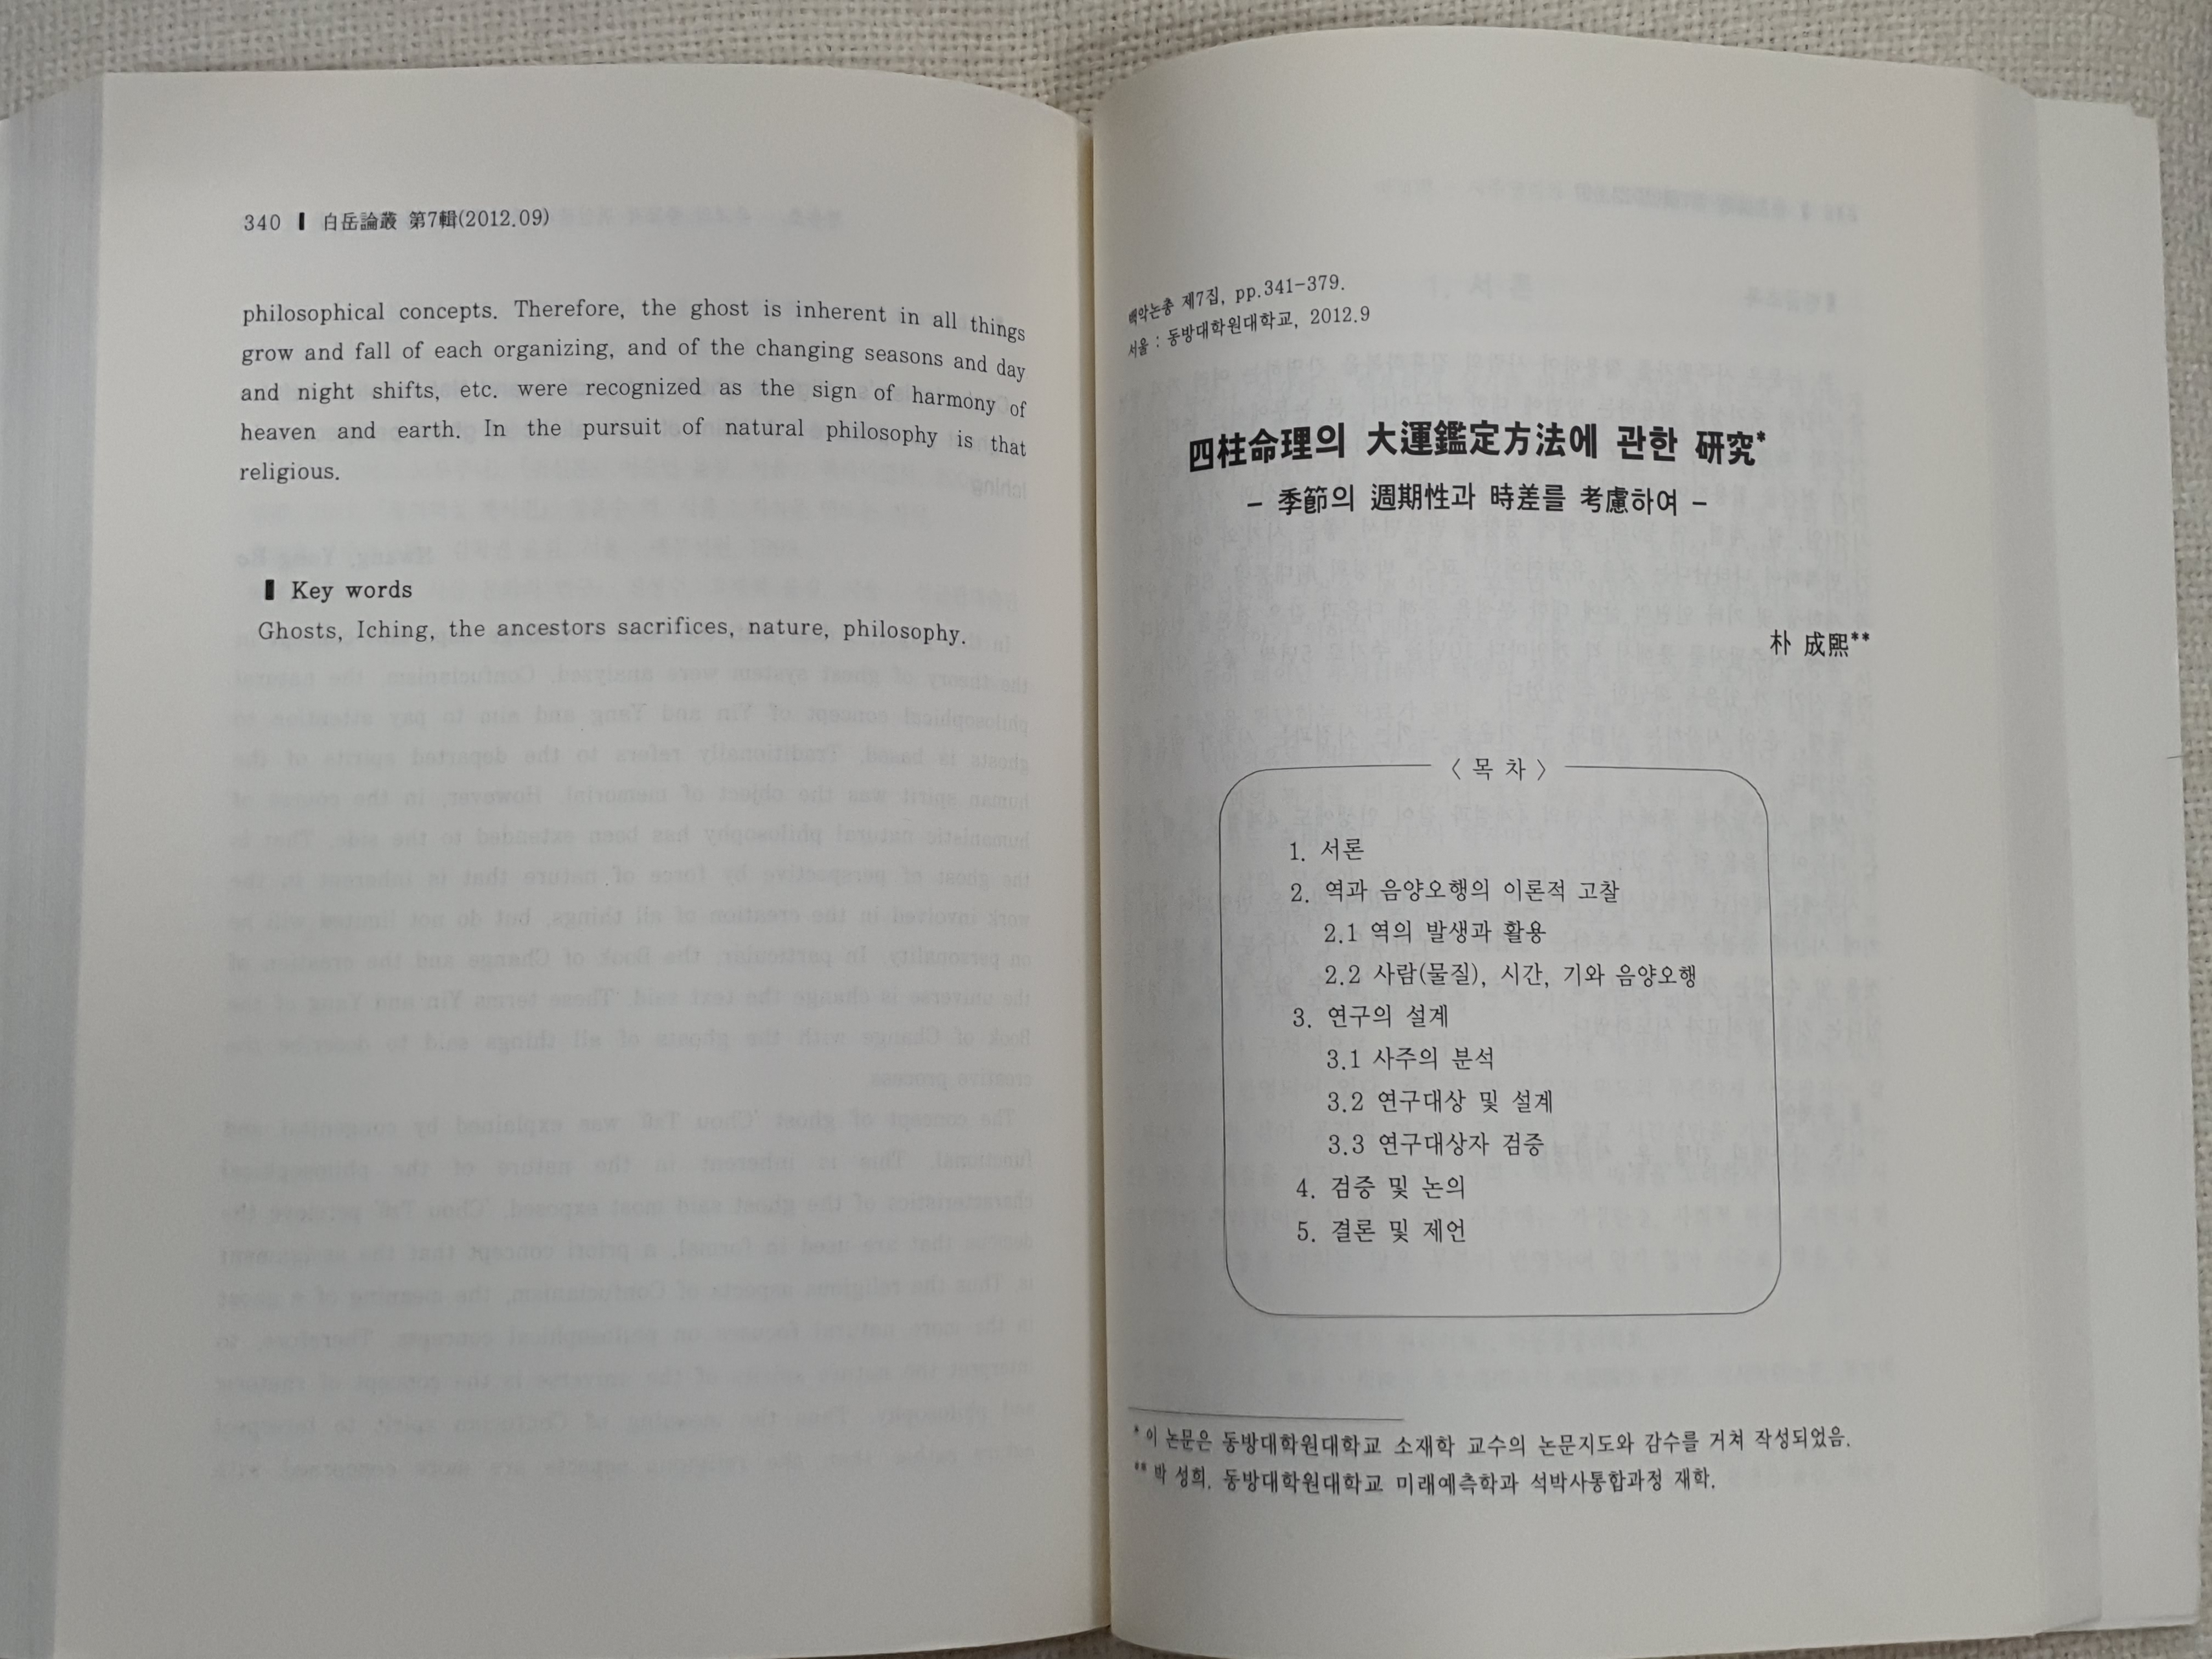 340 ▌ 白岳論叢 第7輯(2012.09)
philosophical concepts. Therefore, the ghost is inherent in all things
grow and fall of each organizing, and of the changing seasons and day
and night shifts, etc. were recognized as the sign of harmony of
heaven and earth. In the pursuit of natural philosophy is that
religious.
▌ Key words
Ghosts, Iching, the ancestors sacrifices, nature, philosophy.
백악논총 제7집, pp.341-379.
서울 : 동방대학원대학교, 2012.9
四柱命理의 大運鑑定方法에 관한 研究*
- 季節의 週期性과 時差를 考慮하여 -
朴 成熙**
〈 목 차 〉
1. 서론
2. 역과 음양오행의 이론적 고찰
2.1 역의 발생과 활용
2.2 사람(물질), 시간, 기와 음양오행
3. 연구의 설계
3.1 사주의 분석
3.2 연구대상 및 설계
3.3 연구대상자 검증
4. 검증 및 논의
5. 결론 및 제언
* 이 논문은 동방대학원대학교 소재학 교수의 논문지도와 감수를 거쳐 작성되었음.
** 박 성희, 동방대학원대학교 미래예측학과 석박사통합과정 재학.